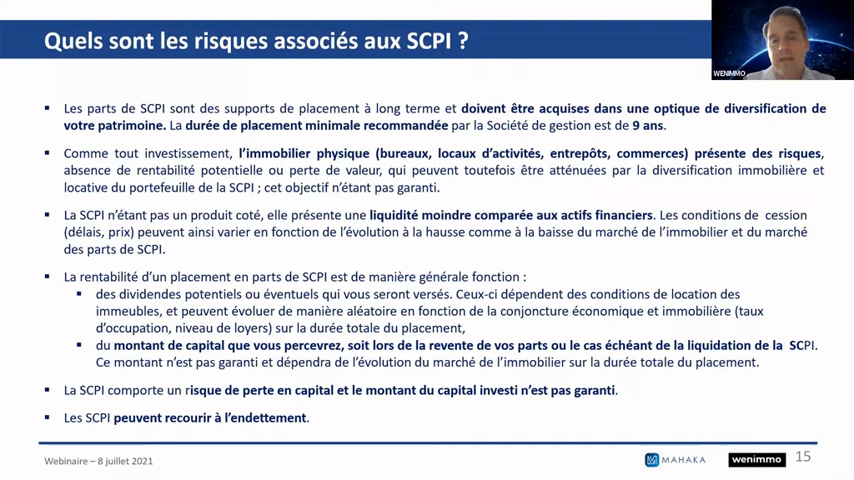 Quels sont les risques associés aux SCPI ?
WENIMMO
▪ Les parts de SCPI sont des supports de placement à long terme et doivent être acquises dans une optique de diversification de
votre patrimoine. La durée de placement minimale recommandée par la Société de gestion est de 9 ans.
▪ Comme tout investissement, l'immobilier physique (bureaux, locaux d'activités, entrepôts, commerces) présente des risques,
absence de rentabilité potentielle ou perte de valeur, qui peuvent toutefois être atténuées par la diversification immobilière et
locative du portefeuille de la SCPI ; cet objectif n'étant pas garanti.
▪ La SCPI n'étant pas un produit coté, elle présente une liquidité moindre comparée aux actifs financiers. Les conditions de cession
(délais, prix) peuvent ainsi varier en fonction de l'évolution à la hausse comme à la baisse du marché de l'immobilier et du marché
des parts de SCPI.
▪ La rentabilité d'un placement en parts de SCPI est de manière générale fonction :
▪ des dividendes potentiels ou éventuels qui vous seront versés. Ceux-ci dépendent des conditions de location des
immeubles, et peuvent évoluer de manière aléatoire en fonction de la conjoncture économique et immobilière (taux
d'occupation, niveau de loyers) sur la durée totale du placement,
▪ du montant de capital que vous percevrez, soit lors de la revente de vos parts ou le cas échéant de la liquidation de la SCPI.
Ce montant n'est pas garanti et dépendra de l'évolution du marché de l'immobilier sur la durée totale du placement.
▪ La SCPI comporte un risque de perte en capital et le montant du capital investi n'est pas garanti.
▪ Les SCPI peuvent recourir à l'endettement.
Webinaire – 8 juillet 2021
MAHAKA
wenimmo
15